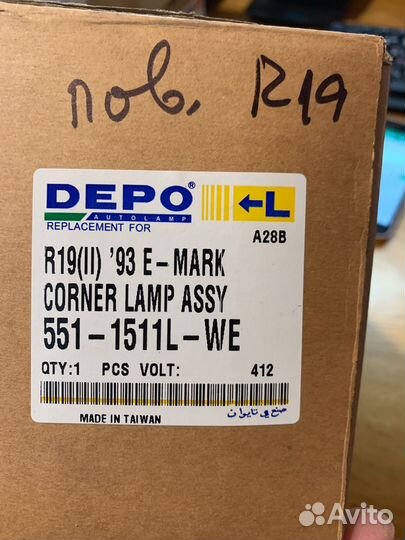 пов. R19
DEPO®
AUTOLAMP
REPLACEMENT FOR
←L
A28B
R19(II) '93 E-MARK
CORNER LAMP ASSY
551-1511L-WE
QTY:1 PCS VOLT: 412
MADE IN TAIWAN
صنع في تايوان
Avito